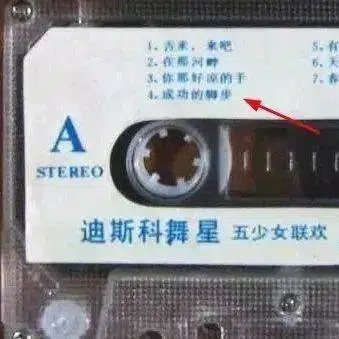 1. 古来，来吧
2. 在那河畔
3. 你那好凉的手
4. 成功的脚步
5. 有
6. 天
7. 春
A
STEREO
迪斯科舞星 五少女联欢